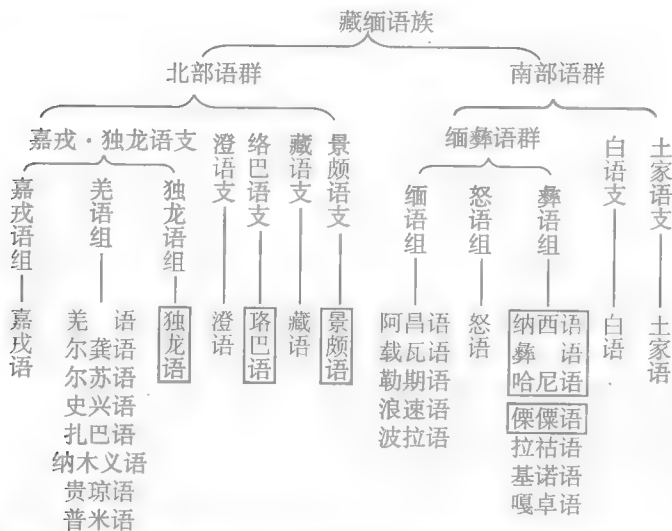 藏缅语族
北部语群
南部语群
嘉戎·独龙语支
澄语支
络巴语支
藏语支
景颇语支
缅彝语群
白语支
土家语支
嘉戎语组
羌语组
独龙语组
缅语组
怒语组
彝语组
嘉戎语
羌 语
尔龚语
尔苏语
史兴语
扎巴语
纳木义语
贵琼语
普米语
独龙语
澄语
珞巴语
藏语
景颇语
阿昌语
载瓦语
勒期语
浪速语
波拉语
怒语
纳西语
彝 语
哈尼语
傈僳语
拉祜语
基诺语
嘎卓语
白语
土家语